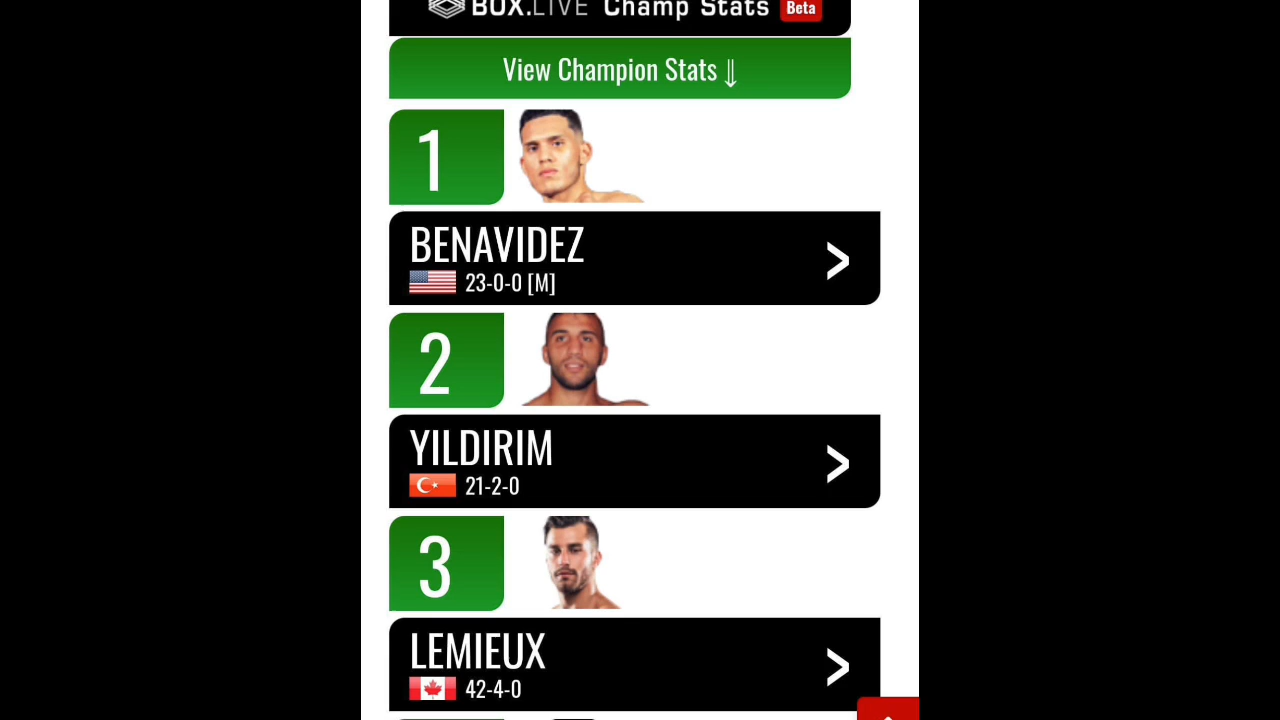 BOX.LIVE Champ Stats Beta
View Champion Stats ⇓
1
BENAVIDEZ
23-0-0 [M]
2
YILDIRIM
21-2-0
3
LEMIEUX
42-4-0